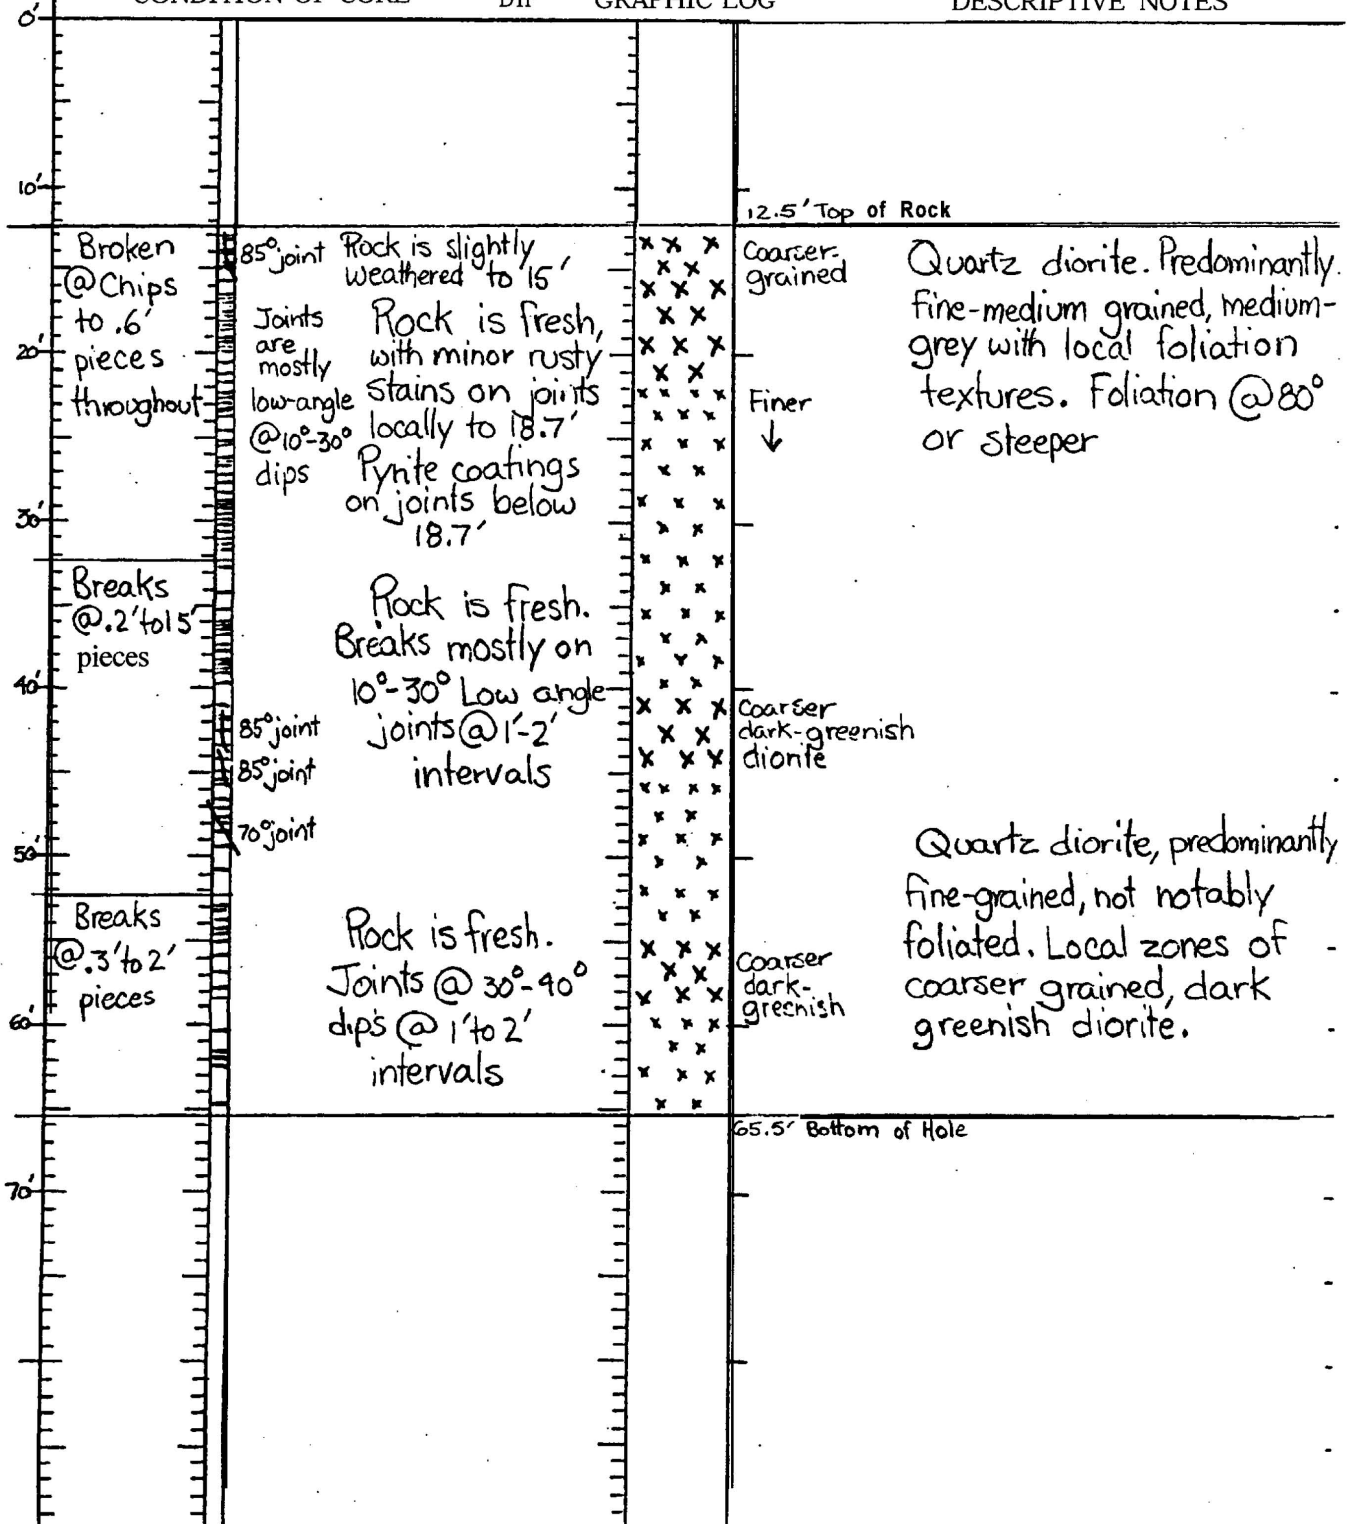 CONDITION OF CORE GRAPHIC LOG DESCRIPTIVE NOTES
0'
10'
20'
30'
40'
50'
60'
70'
12.5' Top of Rock
Broken
@ Chips
to .6'
pieces
throughout
85° joint
Joints
are
mostly
low-angle
@10°-30°
dips
Rock is slightly
weathered to 15'
Rock is fresh,
with minor rusty
stains on joints
locally to 18.7'
Pyrite coatings
on joints below
18.7'
Coarser-
grained
Finer
↓
Quartz diorite. Predominantly
fine-medium grained, medium-
grey with local foliation
textures. Foliation @ 80°
or steeper
Breaks
@ .2' to 15'
pieces
85° joint
85° joint
70° joint
Rock is fresh.
Breaks mostly on
10°-30° Low angle
joints @ 1'-2'
intervals
Coarser
dark-greenish
diorite
Quartz diorite, predominantly
fine-grained, not notably
foliated. Local zones of
coarser grained, dark
greenish diorite.
Breaks
@ .3' to 2'
pieces
Rock is fresh.
Joints @ 30°-40°
dips @ 1' to 2'
intervals
Coarser
dark-
greenish
65.5' Bottom of Hole